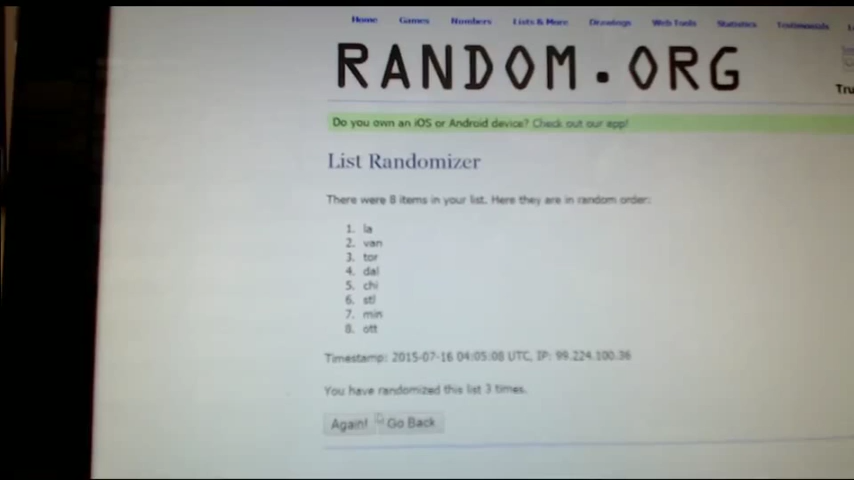 Home Games Numbers Lists & More Drawings Web Tools Statistics Testimonials
RANDOM.ORG
Do you own an iOS or Android device? Check out our app!
List Randomizer
There were 8 items in your list. Here they are in random order:
1. la
2. van
3. tor
4. dal
5. chi
6. stl
7. min
8. ott
Timestamp: 2015-07-16 04:05:08 UTC, IP: 99.224.100.36
You have randomized this list 3 times.
Again! Go Back